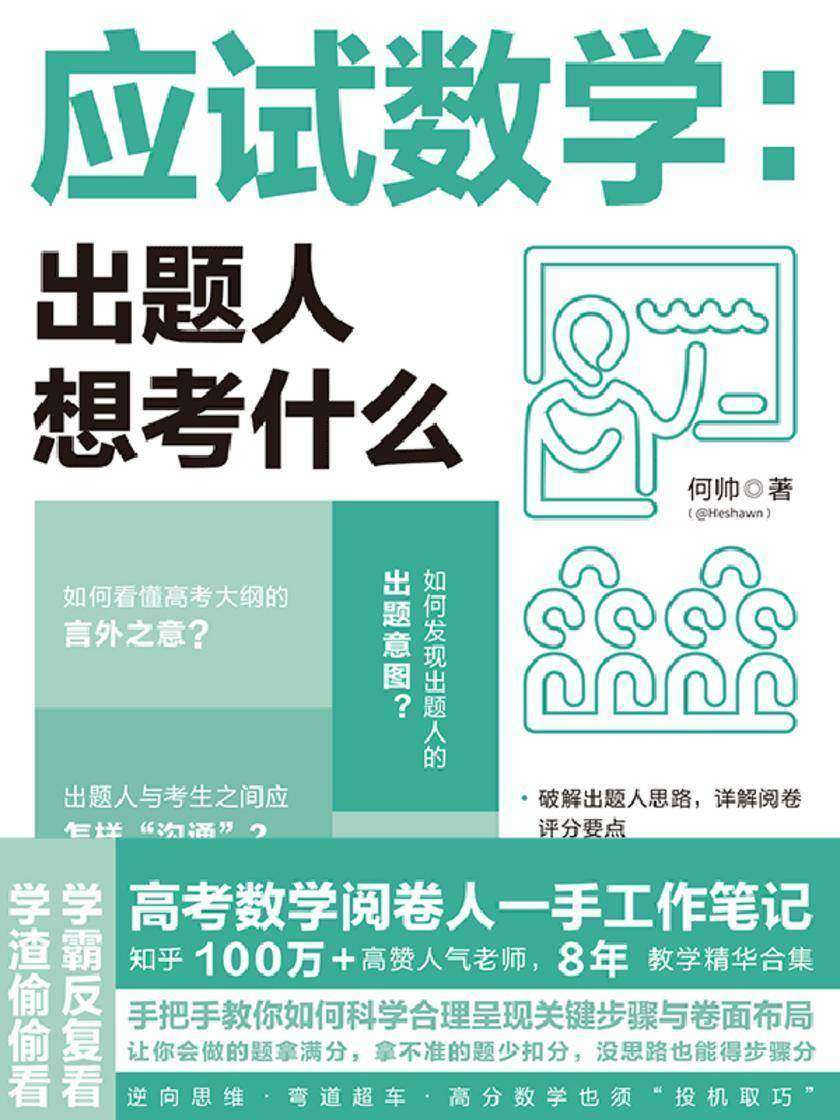 应试数学：
出题人
想考什么
何帅◎著
（@Heshawn）
如何看懂高考大纲的
言外之意？
如何发现出题人的
出题意图？
出题人与考生之间应
怎样“沟通”？
· 破解出题人思路，详解阅卷
评分要点
学霸反复看
学渣偷偷看
高考数学阅卷人一手工作笔记
知乎100万+高赞人气老师，8年 教学精华合集
手把手教你如何科学合理呈现关键步骤与卷面布局
让你会做的题拿满分，拿不准的题少扣分，没思路也能得步骤分
逆向思维·弯道超车·高分数学也须“投机取巧”